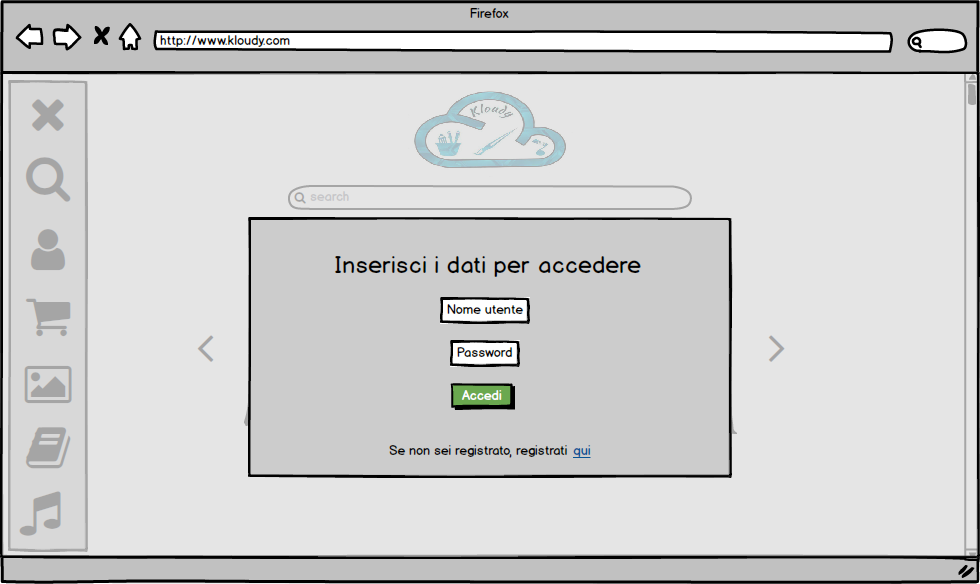 Firefox
http://www.kloudy.com
Kloudy
search
Inserisci i dati per accedere
Nome utente
Password
Accedi
Se non sei registrato, registrati qui